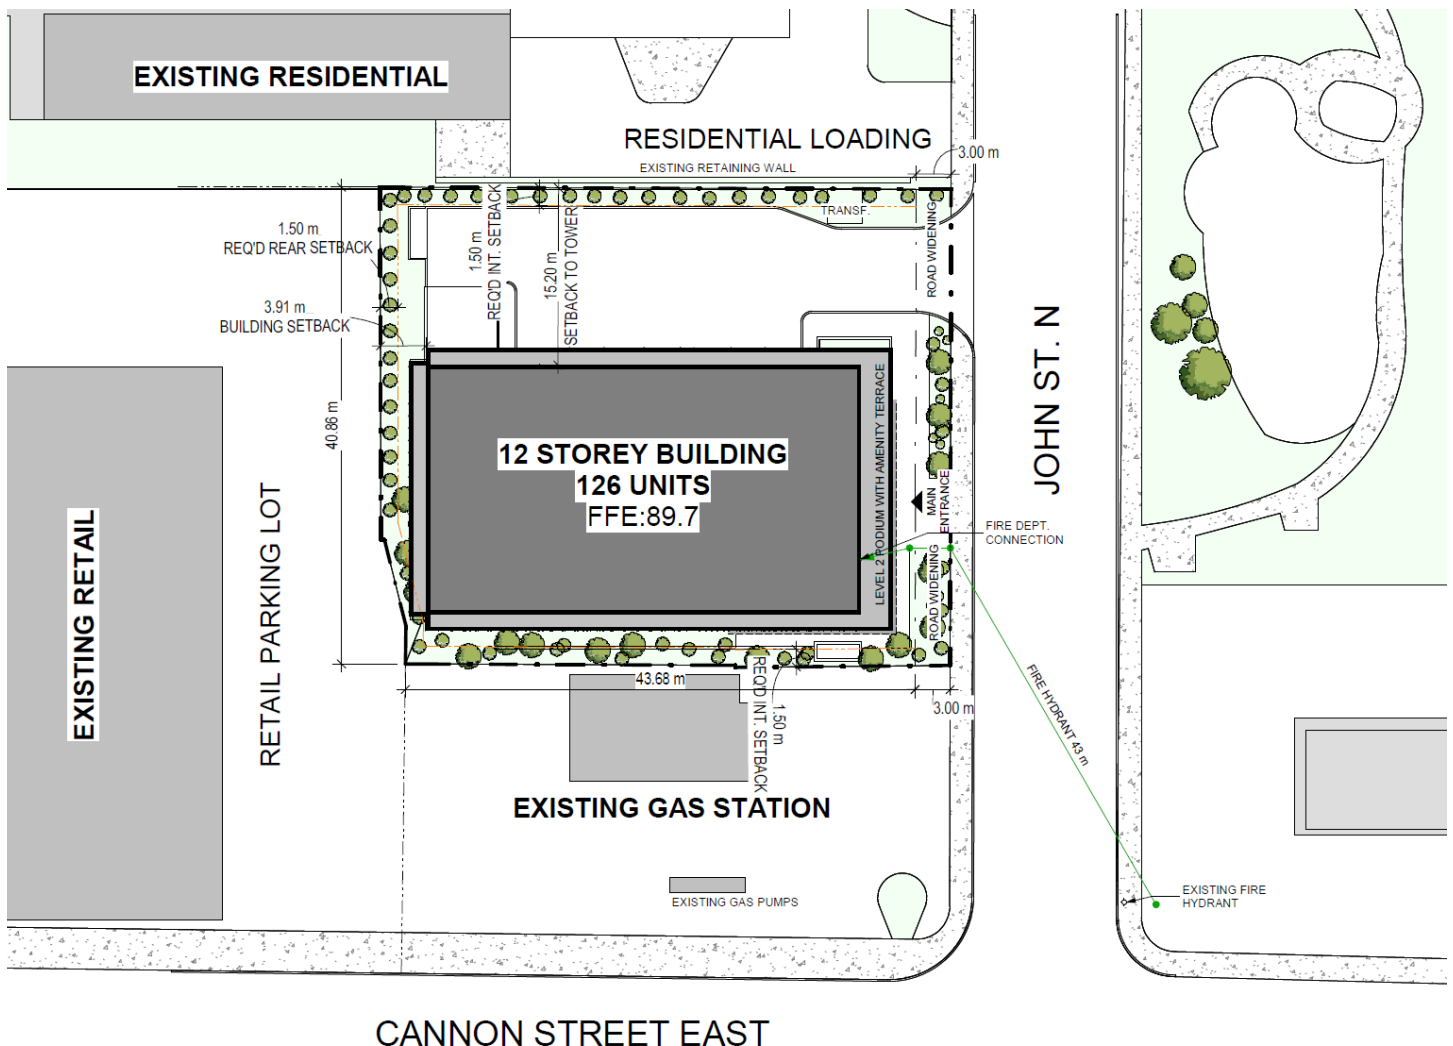 EXISTING RESIDENTIAL
RESIDENTIAL LOADING
EXISTING RETAINING WALL
3.00 m
TRANSF.
ROAD WIDENING
1.50 m
REQ'D REAR SETBACK
3.91 m
BUILDING SETBACK
1.50 m
REQ'D INT. SETBACK
15.20 m
SETBACK TO TOWER
40.86 m
JOHN ST. N
12 STOREY BUILDING
126 UNITS
FFE:89.7
LEVEL 2 PODIUM WITH AMENITY TERRACE
MAIN
ENTRANCE
FIRE DEPT.
CONNECTION
ROAD WIDENING
EXISTING RETAIL
RETAIL PARKING LOT
43.68 m
3.00 m
REQ'D INT. SETBACK
1.50 m
FIRE HYDRANT 43 m
EXISTING GAS STATION
EXISTING GAS PUMPS
EXISTING FIRE
HYDRANT
CANNON STREET EAST